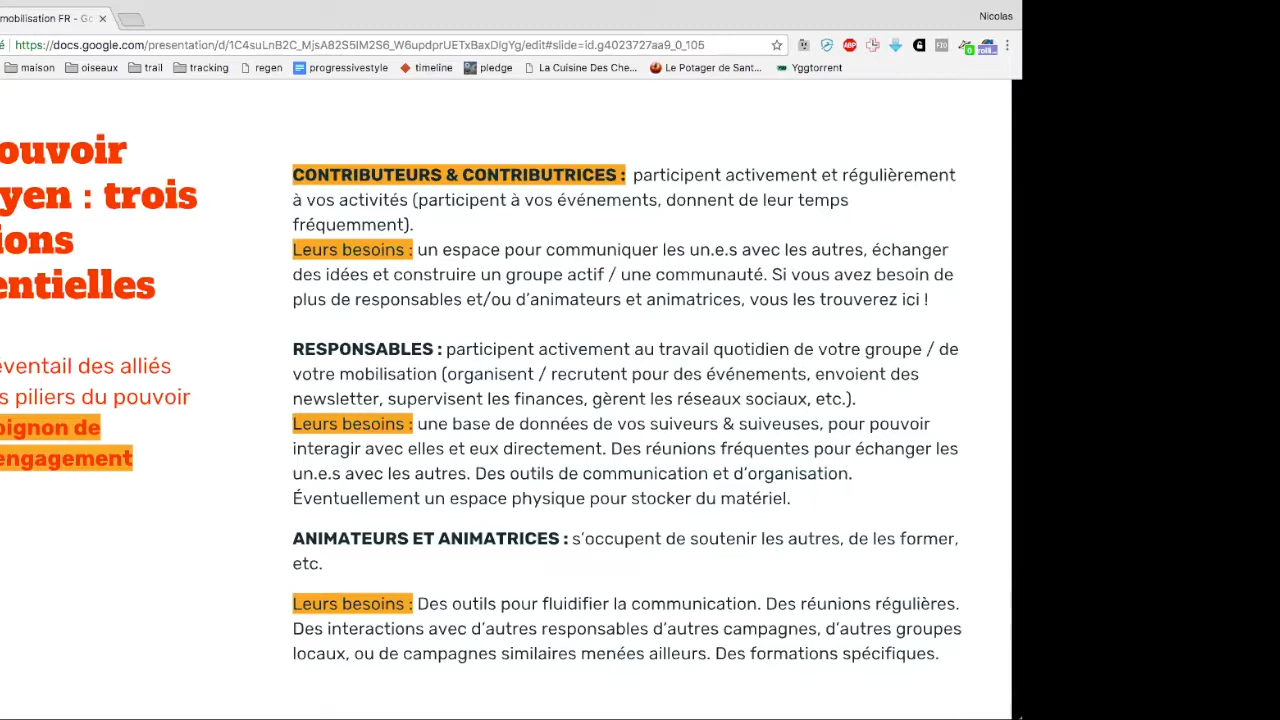 mobilisation FR - Go
Nicolas
https://docs.google.com/presentation/d/1C4suLnB2C_MjsA82S5IM2S6_W6updprUETxBaxDIgYg/edit#slide=id.g4023727aa9_0_105
maison oiseaux trail tracking regen progressivestyle timeline pledge La Cuisine Des Che... Le Potager de Sant... Yggtorrent
ouvoir
yen : trois
ions
entielles
éventail des alliés
s piliers du pouvoir
oignon de
engagement
CONTRIBUTEURS & CONTRIBUTRICES : participent activement et régulièrement
à vos activités (participent à vos événements, donnent de leur temps
fréquemment).
Leurs besoins : un espace pour communiquer les un.e.s avec les autres, échanger
des idées et construire un groupe actif / une communauté. Si vous avez besoin de
plus de responsables et/ou d'animateurs et animatrices, vous les trouverez ici !
RESPONSABLES : participent activement au travail quotidien de votre groupe / de
votre mobilisation (organisent / recrutent pour des événements, envoient des
newsletter, supervisent les finances, gèrent les réseaux sociaux, etc.).
Leurs besoins : une base de données de vos suiveurs & suiveuses, pour pouvoir
interagir avec elles et eux directement. Des réunions fréquentes pour échanger les
un.e.s avec les autres. Des outils de communication et d'organisation.
Éventuellement un espace physique pour stocker du matériel.
ANIMATEURS ET ANIMATRICES : s'occupent de soutenir les autres, de les former,
etc.
Leurs besoins : Des outils pour fluidifier la communication. Des réunions régulières.
Des interactions avec d'autres responsables d'autres campagnes, d'autres groupes
locaux, ou de campagnes similaires menées ailleurs. Des formations spécifiques.